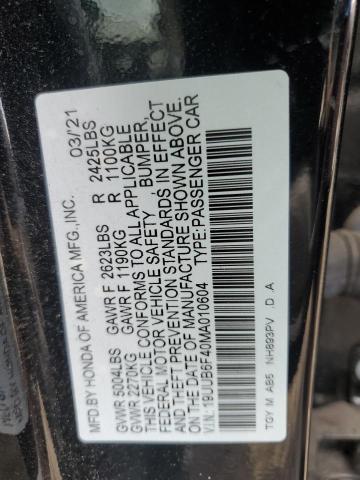 MFD.BY HONDA OF AMERICA MFG.,INC. 03/'21
GVWR 5004LBS GAWR F 2623LBS R 2425LBS
GVWR 2270KG GAWR F 1190KG R 1100KG
THIS VEHICLE CONFORMS TO ALL APPLICABLE
FEDERAL MOTOR VEHICLE SAFETY, BUMPER,
AND THEFT PREVENTION STANDARDS IN EFFECT
ON THE DATE OF MANUFACTURE SHOWN ABOVE.
V.I.N.: 19UUB6F40MA010604 TYPE:PASSENGER CAR
TGY M AB5 NH893PV D A